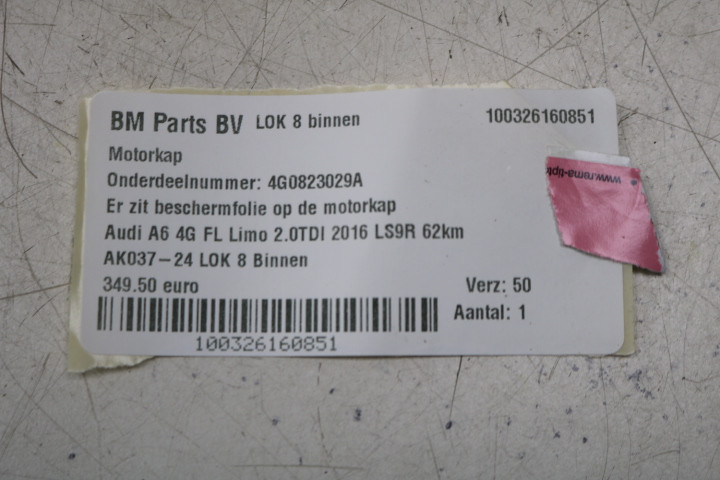 BM Parts BV LOK 8 binnen 100326160851
Motorkap
Onderdeelnummer: 4G0823029A
Er zit beschermfolie op de motorkap
Audi A6 4G FL Limo 2.0TDI 2016 LS9R 62km
AK037-24 LOK 8 Binnen
349.50 euro Verz: 50
Aantal: 1
100326160851